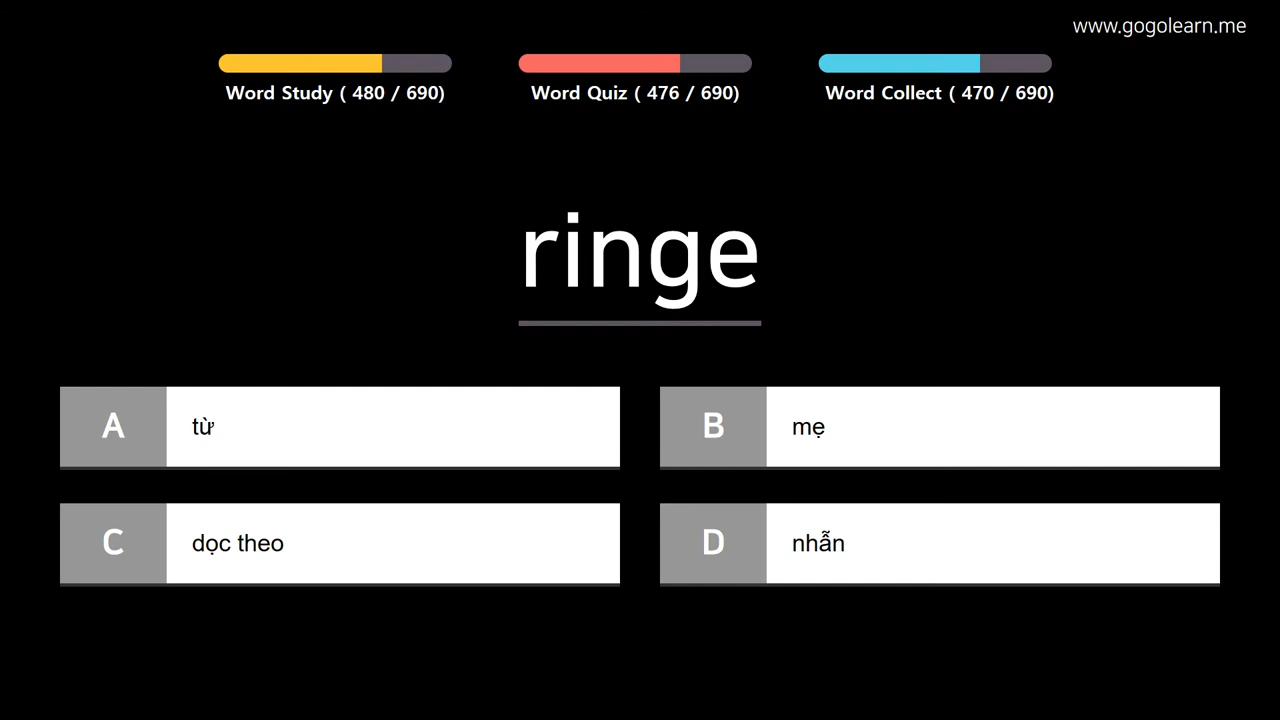 www.gogolearn.me
Word Study ( 480 / 690)
Word Quiz ( 476 / 690)
Word Collect ( 470 / 690)
ringe
A từ
B mẹ
C dọc theo
D nhẫn